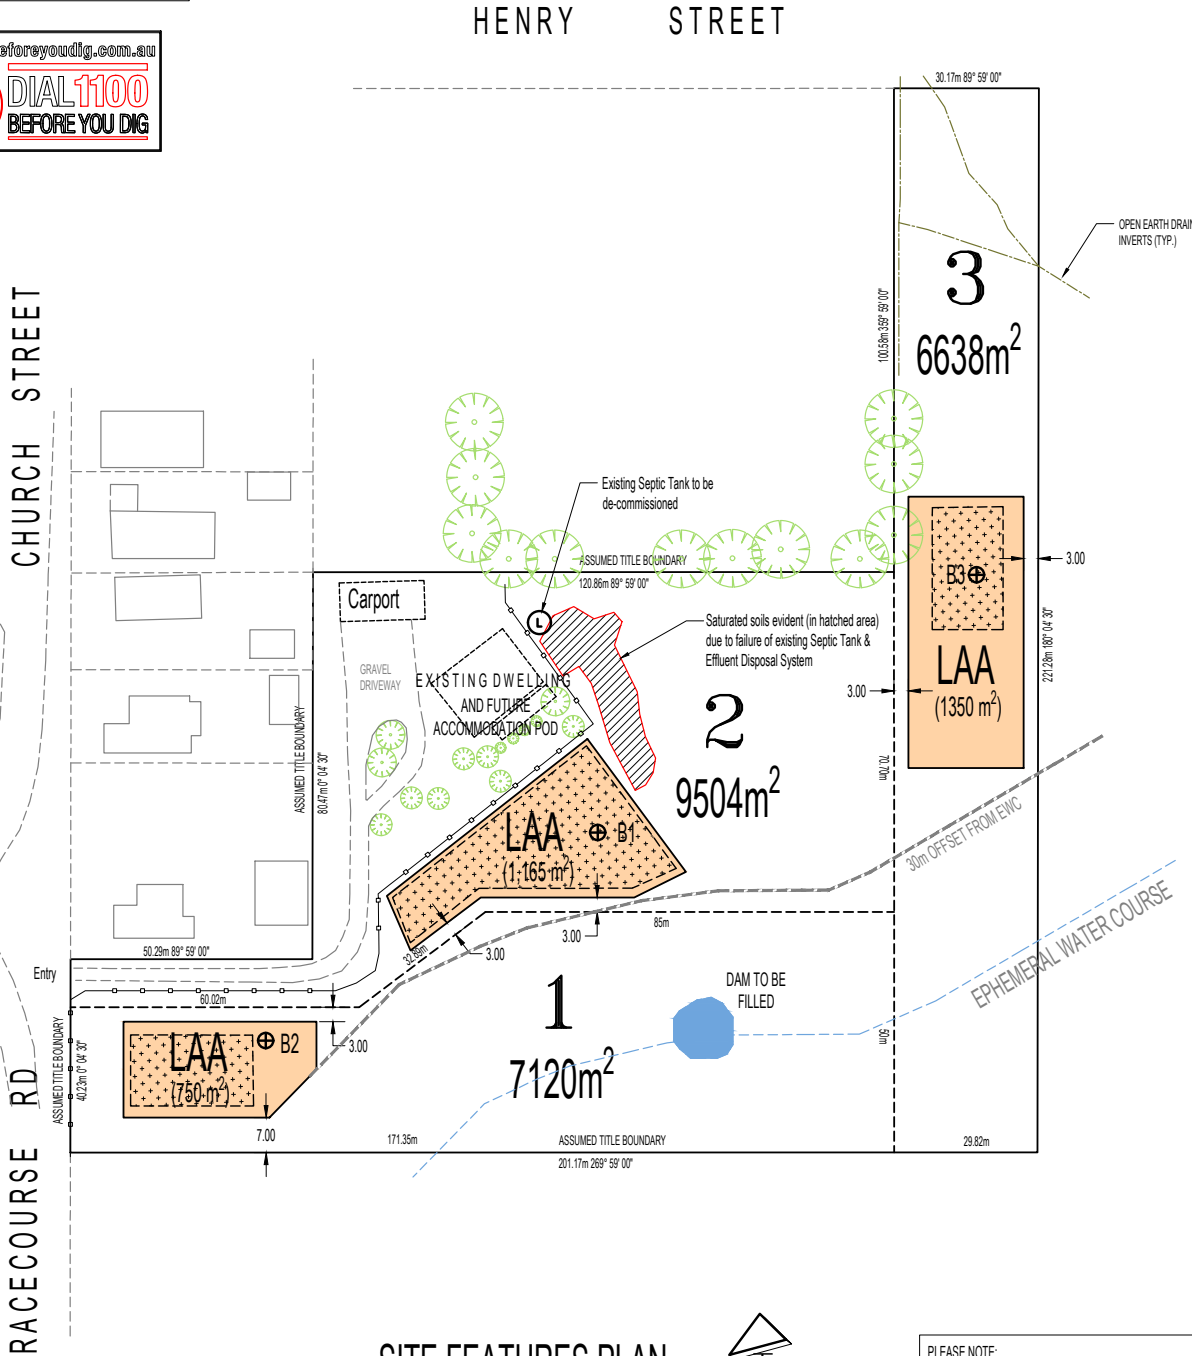 HENRY STREET
eforeyoudig.com.au
DIAL1100
BEFORE YOU DIG
30.17m 89° 59' 00"
OPEN EARTH DRAIN
INVERTS (TYP.)
3
6638m²
100.58m 359° 59' 00"
CHURCH STREET
Existing Septic Tank to be
de-commissioned
ASSUMED TITLE BOUNDARY
120.86m 89° 59' 00"
3.00
B3
LAA
(1350 m²)
3.00
221.28m 180° 04' 30"
Carport
L
Saturated soils evident (in hatched area)
due to failure of existing Septic Tank &
Effluent Disposal System
GRAVEL
DRIVEWAY
EXISTING DWELLING
AND FUTURE
ACCOMMODATION POD
2
9504m²
ASSUMED TITLE BOUNDARY
80.47m 0° 04' 30"
70.70m
LAA
(1,165 m²)
B1
30m OFFSET FROM EWC
EPHEMERAL WATER COURSE
50.29m 89° 59' 00"
Entry
60.02m
32.89m
3.00
3.00
85m
1
7120m²
DAM TO BE
FILLED
50m
LAA
(750 m²)
B2
3.00
ASSUMED TITLE BOUNDARY
40.23m 0° 04' 30"
7.00
171.35m
ASSUMED TITLE BOUNDARY
201.17m 269° 59' 00"
29.82m
RACECOURSE RD
SITE FEATURES PLAN
PLEASE NOTE: